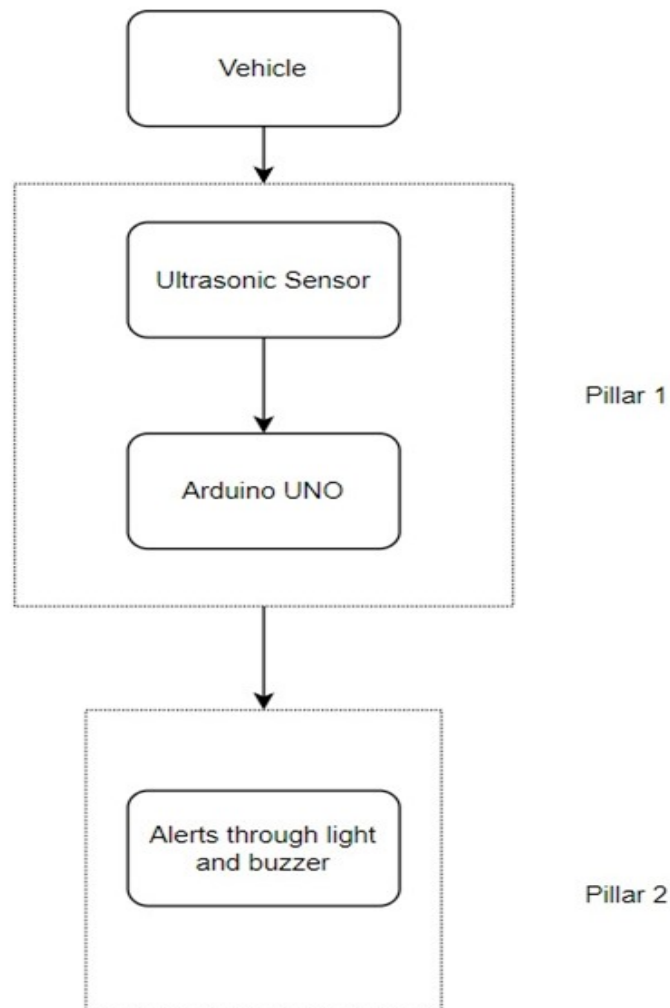 Vehicle
Ultrasonic Sensor
Pillar 1
Arduino UNO
Alerts through light
and buzzer
Pillar 2